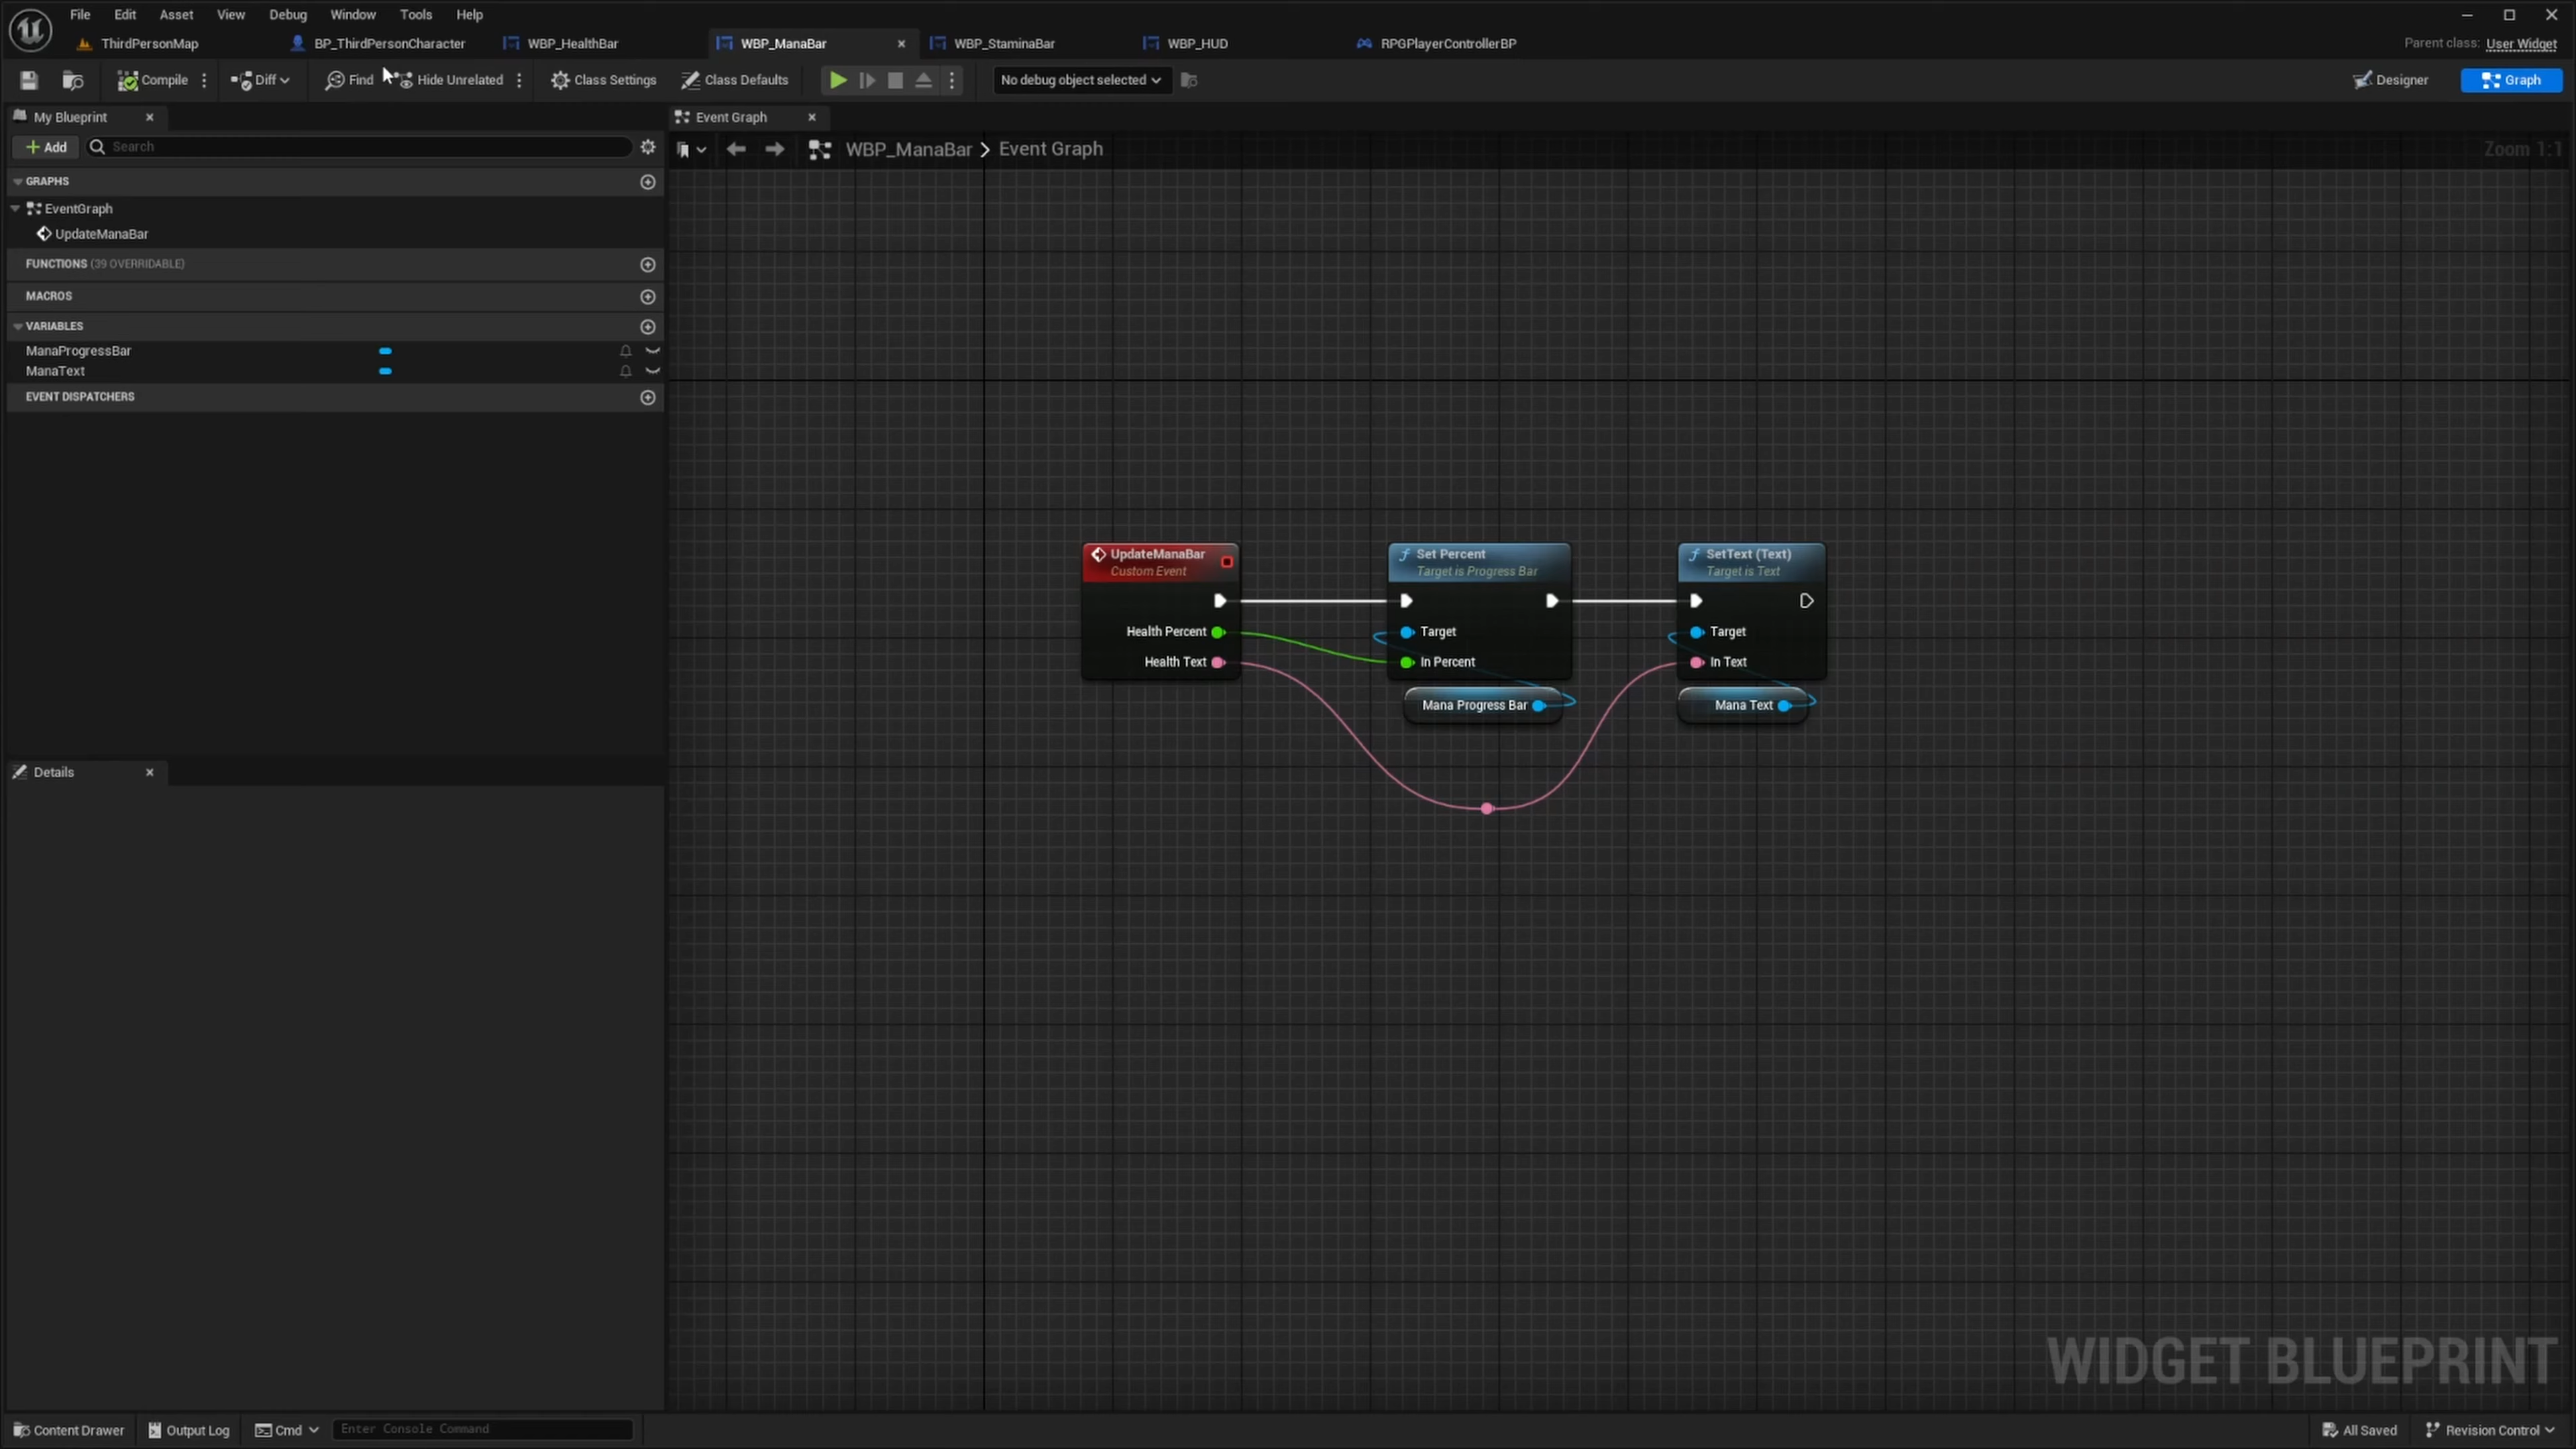 File Edit Asset View Debug Window Tools Help
ThirdPersonMap BP_ThirdPersonCharacter WBP_HealthBar WBP_ManaBar WBP_StaminaBar WBP_HUD RPGPlayerControllerBP Parent class: User Widget
Compile Diff Find Hide Unrelated Class Settings Class Defaults No debug object selected Designer Graph
My Blueprint
Event Graph
Add Search
WBP_ManaBar > Event Graph Zoom 1:1
GRAPHS
EventGraph
UpdateManaBar
FUNCTIONS (39 OVERRIDABLE)
MACROS
VARIABLES
ManaProgressBar
ManaText
EVENT DISPATCHERS
Details
UpdateManaBar
Custom Event
Health Percent
Health Text
Set Percent
Target is Progress Bar
Target
In Percent
Mana Progress Bar
SetText (Text)
Target is Text
Target
In Text
Mana Text
WIDGET BLUEPRINT
Content Drawer Output Log Cmd Enter Console Command All Saved Revision Control